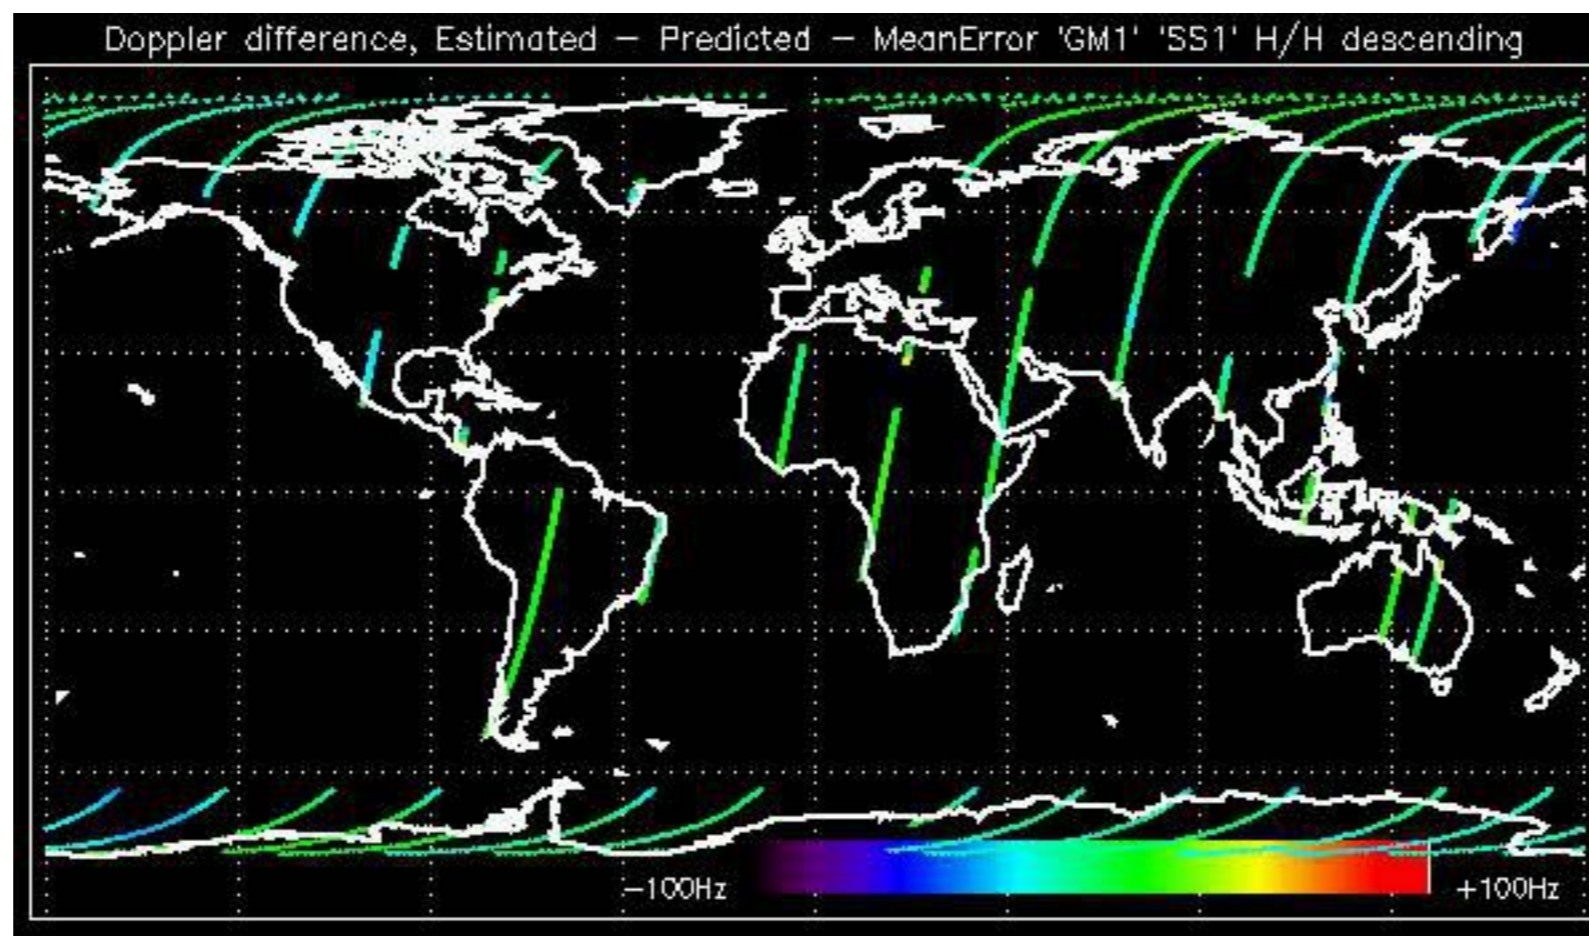 Doppler difference, Estimated – Predicted – MeanError 'GM1' 'SS1' H/H descending
–100Hz
+100Hz